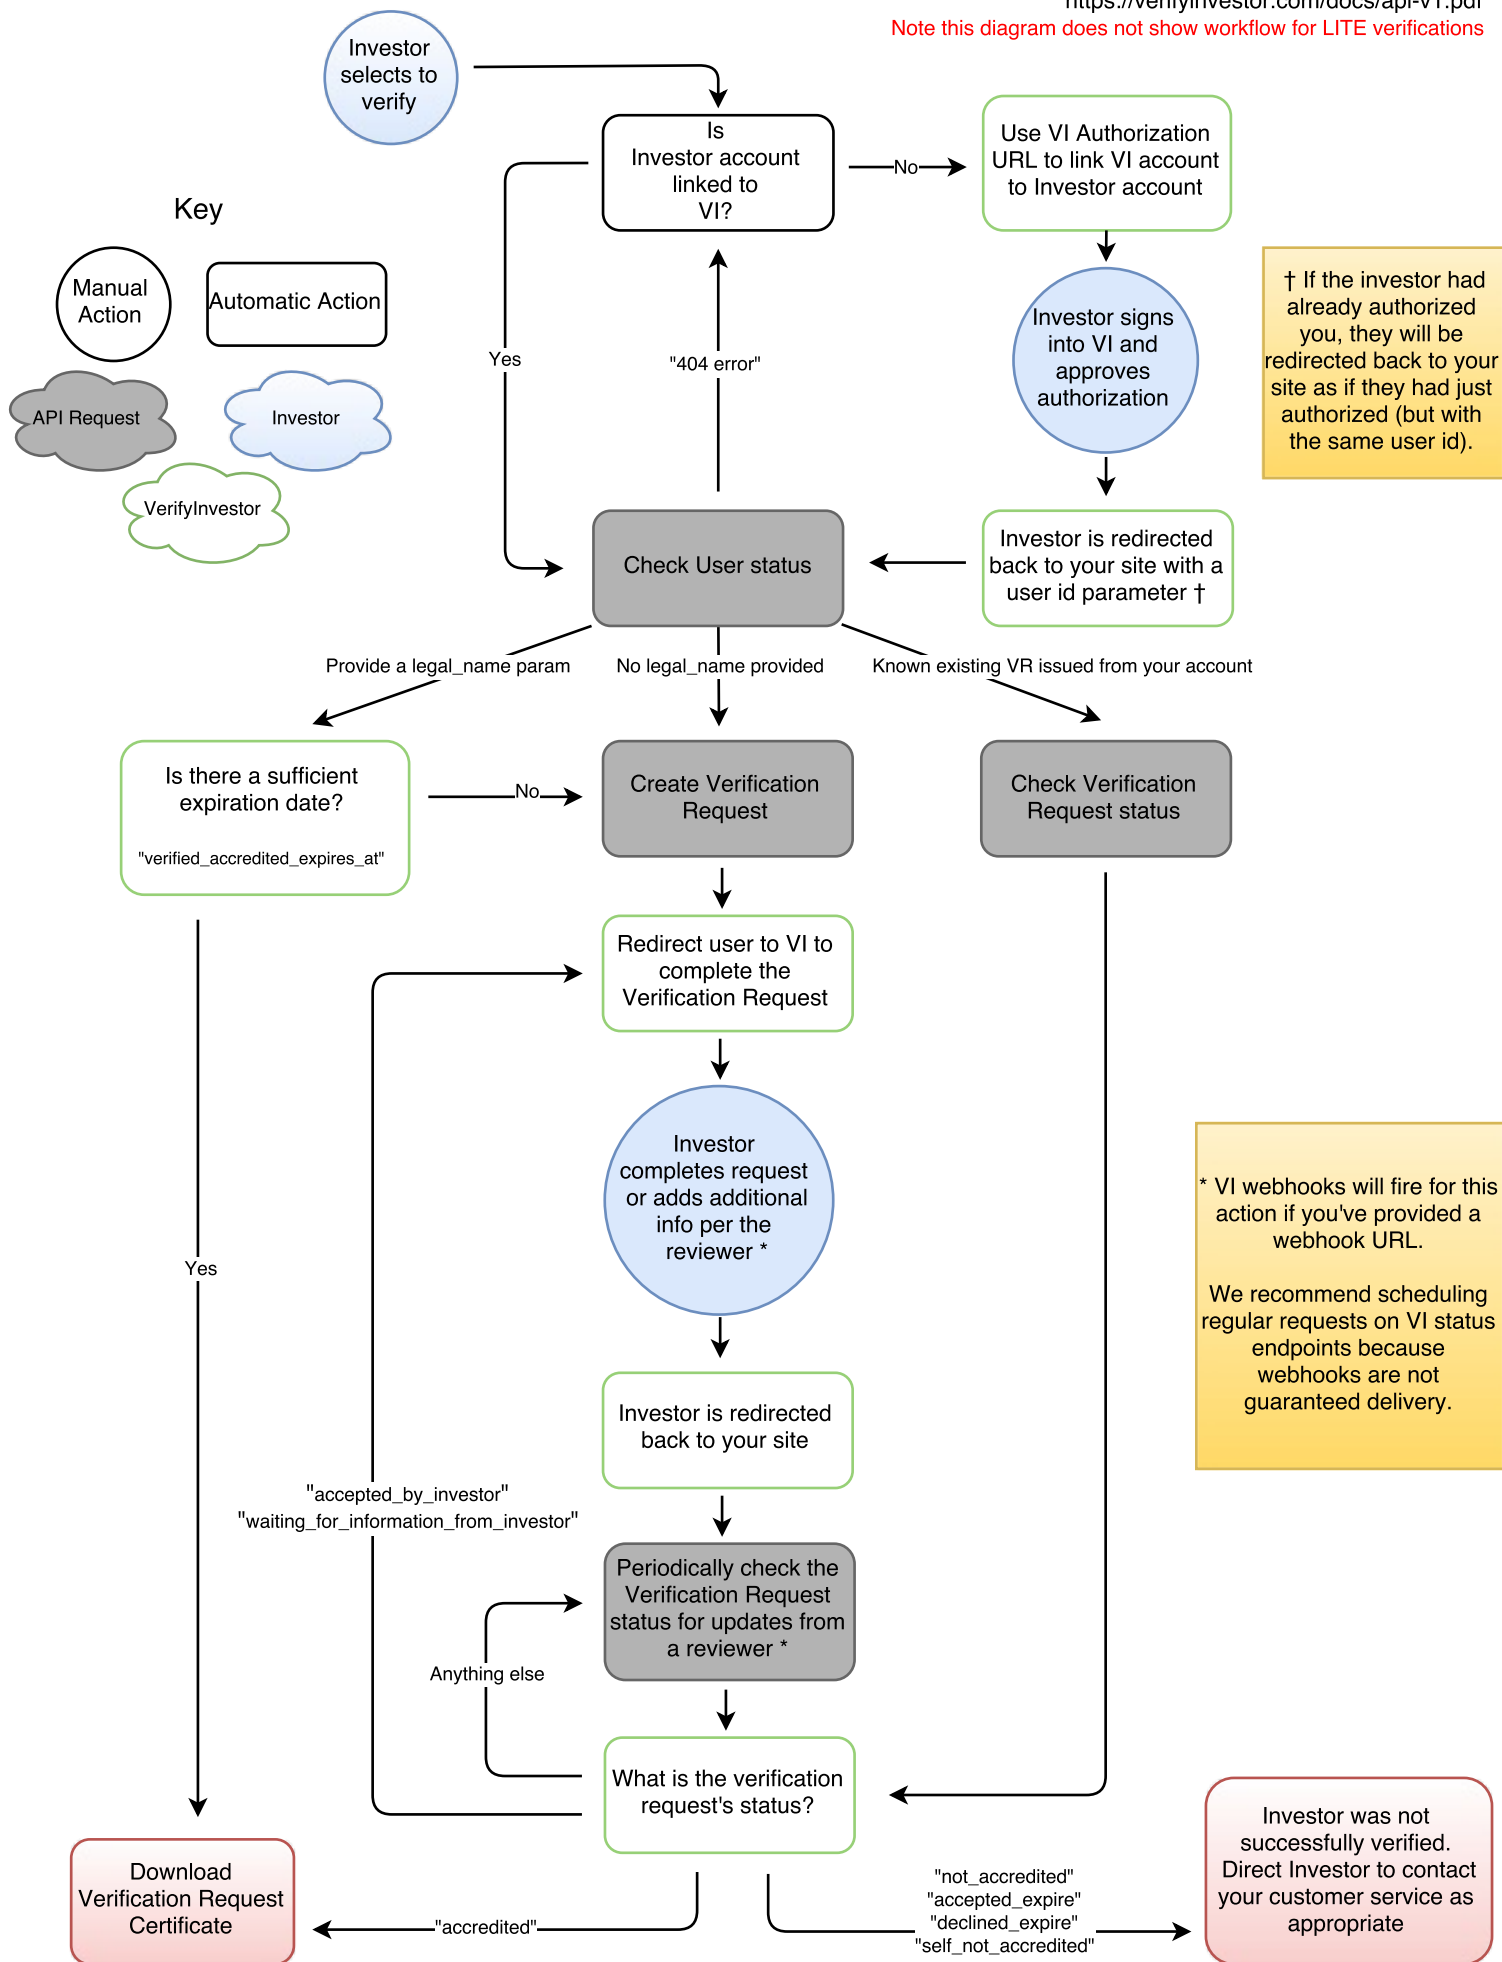 https://verifyinvestor.com/docs/api-v1.pdf
Note this diagram does not show workflow for LITE verifications
Investor
selects to
verify
Is
Investor account
linked to
VI?
No
Use VI Authorization
URL to link VI account
to Investor account
Key
Manual
Action
Automatic Action
API Request
Investor
VerifyInvestor
Yes
"404 error"
Investor signs
into VI and
approves
authorization
† If the investor had
already authorized
you, they will be
redirected back to your
site as if they had just
authorized (but with
the same user id).
Check User status
Investor is redirected
back to your site with a
user id parameter †
Provide a legal_name param
No legal_name provided
Known existing VR issued from your account
Is there a sufficient
expiration date?
"verified_accredited_expires_at"
No
Create Verification
Request
Check Verification
Request status
Redirect user to VI to
complete the
Verification Request
Investor
completes request
or adds additional
info per the
reviewer *
* VI webhooks will fire for this
action if you've provided a
webhook URL.
We recommend scheduling
regular requests on VI status
endpoints because
webhooks are not
guaranteed delivery.
Yes
Investor is redirected
back to your site
"accepted_by_investor"
"waiting_for_information_from_investor"
Periodically check the
Verification Request
status for updates from
a reviewer *
Anything else
What is the verification
request's status?
Download
Verification Request
Certificate
"accredited"
"not_accredited"
"accepted_expire"
"declined_expire"
"self_not_accredited"
Investor was not
successfully verified.
Direct Investor to contact
your customer service as
appropriate